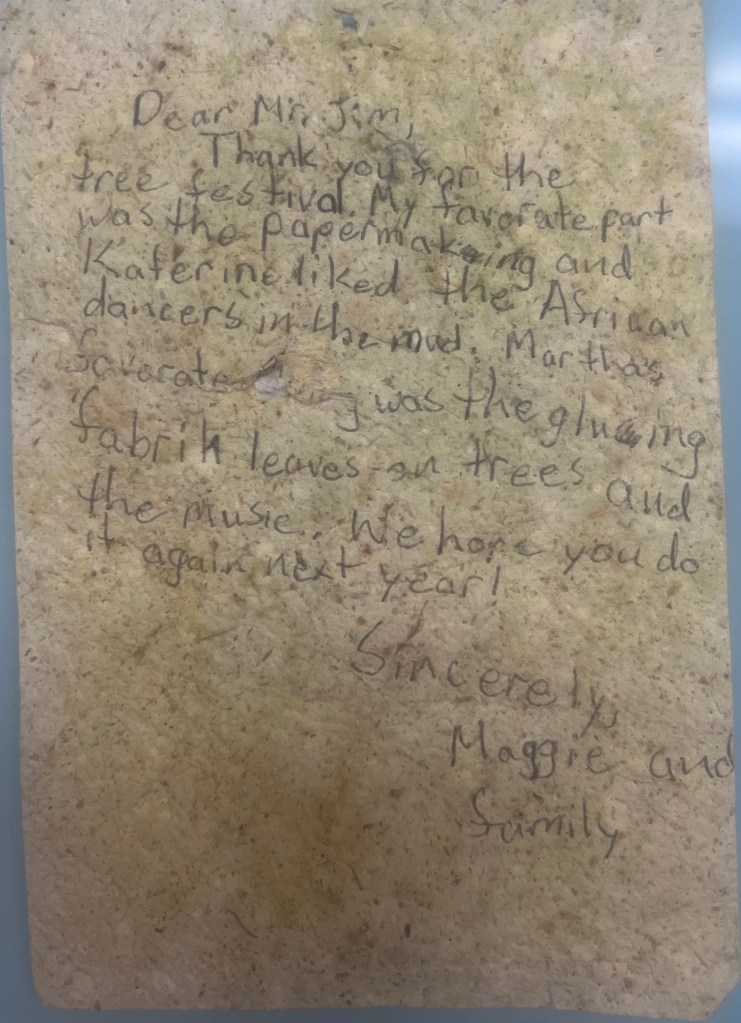 Dear Mr. Jim,
Thank you for the
tree festival. My favorate part
was the papermaking and
Katerine liked the African
dancers in the mud. Martha's
favorate was the gluing
fabrik leaves on trees and
the music. We hope you do
it again next year!
Sincerely,
Maggie and
family